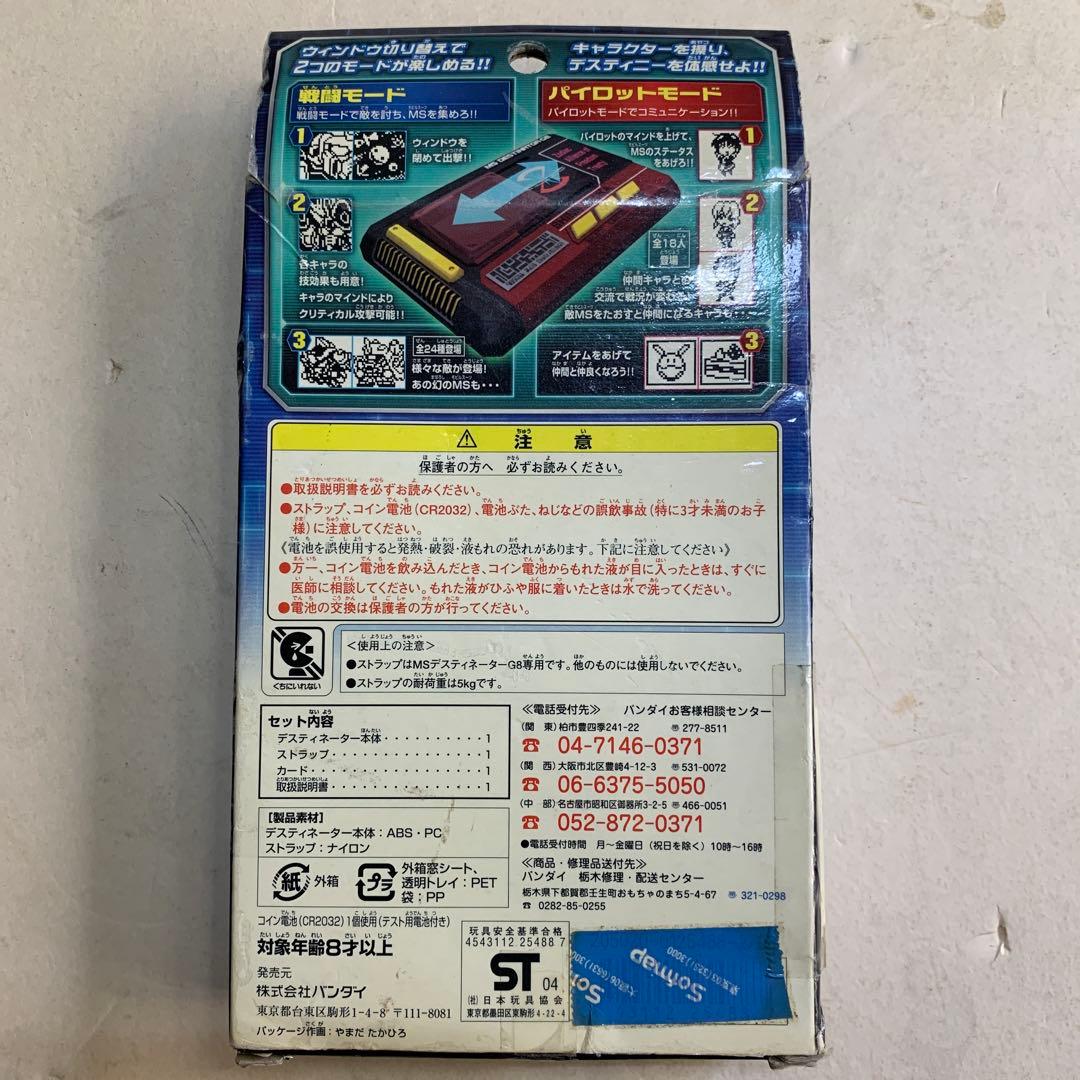 ウィンドウ切り替えで
2つのモードが楽しめる!!
キャラクターを操り、
デスティニーを体感せよ!!
戦闘モード
戦闘モードで敵を討ち、MSを集めろ!!
1
ウィンドウを
閉めて出撃!!
2
各キャラの
技効果も用意!
キャラのマインドにより
クリティカル攻撃可能!!
3
全24種登場
様々な敵が登場!
あの幻のMSも・・・
パイロットモード
パイロットモードでコミュニケーション!!
パイロットのマインドを上げて、
MSのステータス
をあげろ!!
1
2
全18人
登場
仲間キャラとの
交流で戦況が変
敵MSをたおすと仲間になるキャラも・・・
アイテムをあげて
仲間と仲良くなろう!!
3
⚠ 注意
保護者の方へ 必ずお読みください。
●取扱説明書を必ずお読みください。
●ストラップ、コイン電池(CR2032)、電池ぶた、ねじなどの誤飲事故(特に3才未満のお子
様)に注意してください。
《電池を誤使用すると発熱・破裂・液もれの恐れがあります。下記に注意してください》
●万一、コイン電池を飲み込んだとき、コイン電池からもれた液が目に入ったときは、すぐに
医師に相談してください。もれた液がひふや服に着いたときは水で洗ってください。
●電池の交換は保護者の方が行ってください。
くちにいれない
<使用上の注意>
●ストラップはMSデスティネーターG8専用です。他のものには使用しないでください。
●ストラップの耐荷重は5kgです。
セット内容
デスティネーター本体・・・・・・・・・・1
ストラップ・・・・・・・・・・・・・1
カード・・・・・・・・・・・・・・・1
取扱説明書・・・・・・・・・・・・・1
【製品素材】
デスティネーター本体:ABS・PC
ストラップ:ナイロン
紙 外箱
プラ
外箱窓シート、
透明トレイ:PET
袋:PP
コイン電池(CR2032)1個使用(テスト用電池付き)
対象年齢8才以上
発売元
株式会社バンダイ
東京都台東区駒形1-4-8 〒111-8081
パッケージ作画:やまだ たかひろ
≪電話受付先≫ バンダイお客様相談センター
(関 東)柏市豊四季241-22 〒277-8511
☎ 04-7146-0371
(関 西)大阪市北区豊崎4-12-3 〒531-0072
☎ 06-6375-5050
(中 部)名古屋市昭和区御器所3-2-5 〒466-0051
☎ 052-872-0371
●電話受付時間 月~金曜日(祝日を除く)10時~16時
≪商品・修理品送付先≫
バンダイ 栃木修理・配送センター
栃木県下都賀郡壬生町おもちゃのまち5-4-67 〒321-0298
☎ 0282-85-0255
玩具安全基準合格
4543112 25488 7
ST 04
(社)日本玩具協会
東京都墨田区東駒形4-22-4
Sofmap
Sofmap